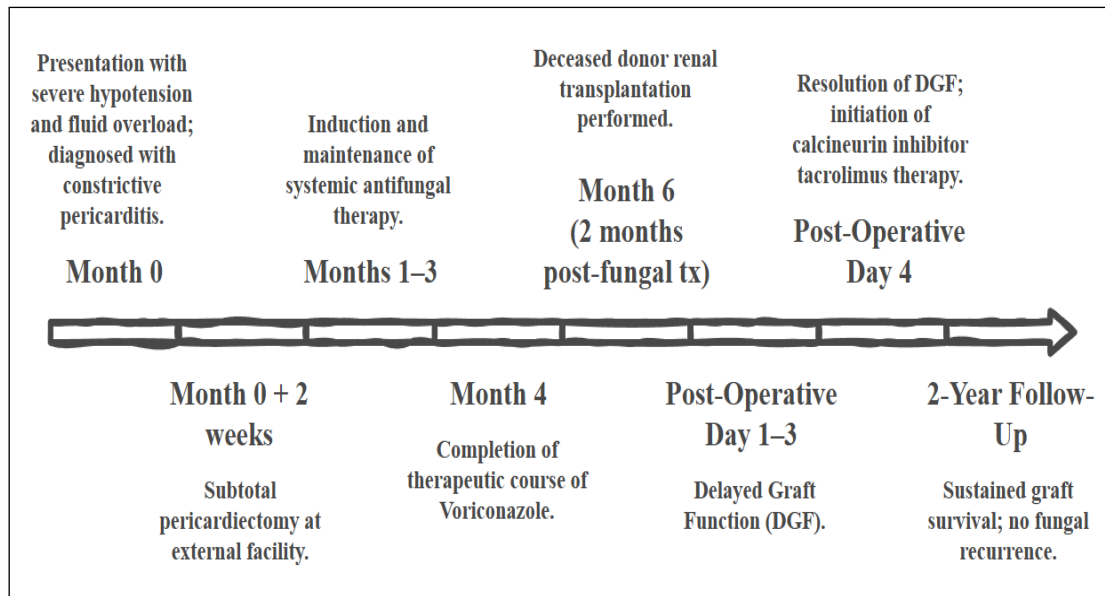 Presentation with
severe hypotension
and fluid overload;
diagnosed with
constrictive
pericarditis.
Month 0
Month 0 + 2
weeks
Subtotal
pericardiectomy at
external facility.
Induction and
maintenance of
systemic antifungal
therapy.
Months 1–3
Month 4
Completion of
therapeutic course of
Voriconazole.
Deceased donor renal
transplantation
performed.
Month 6
(2 months
post-fungal tx)
Post-Operative
Day 1–3
Delayed Graft
Function (DGF).
Resolution of DGF;
initiation of
calcineurin inhibitor
tacrolimus therapy.
Post-Operative
Day 4
2-Year Follow-
Up
Sustained graft
survival; no fungal
recurrence.